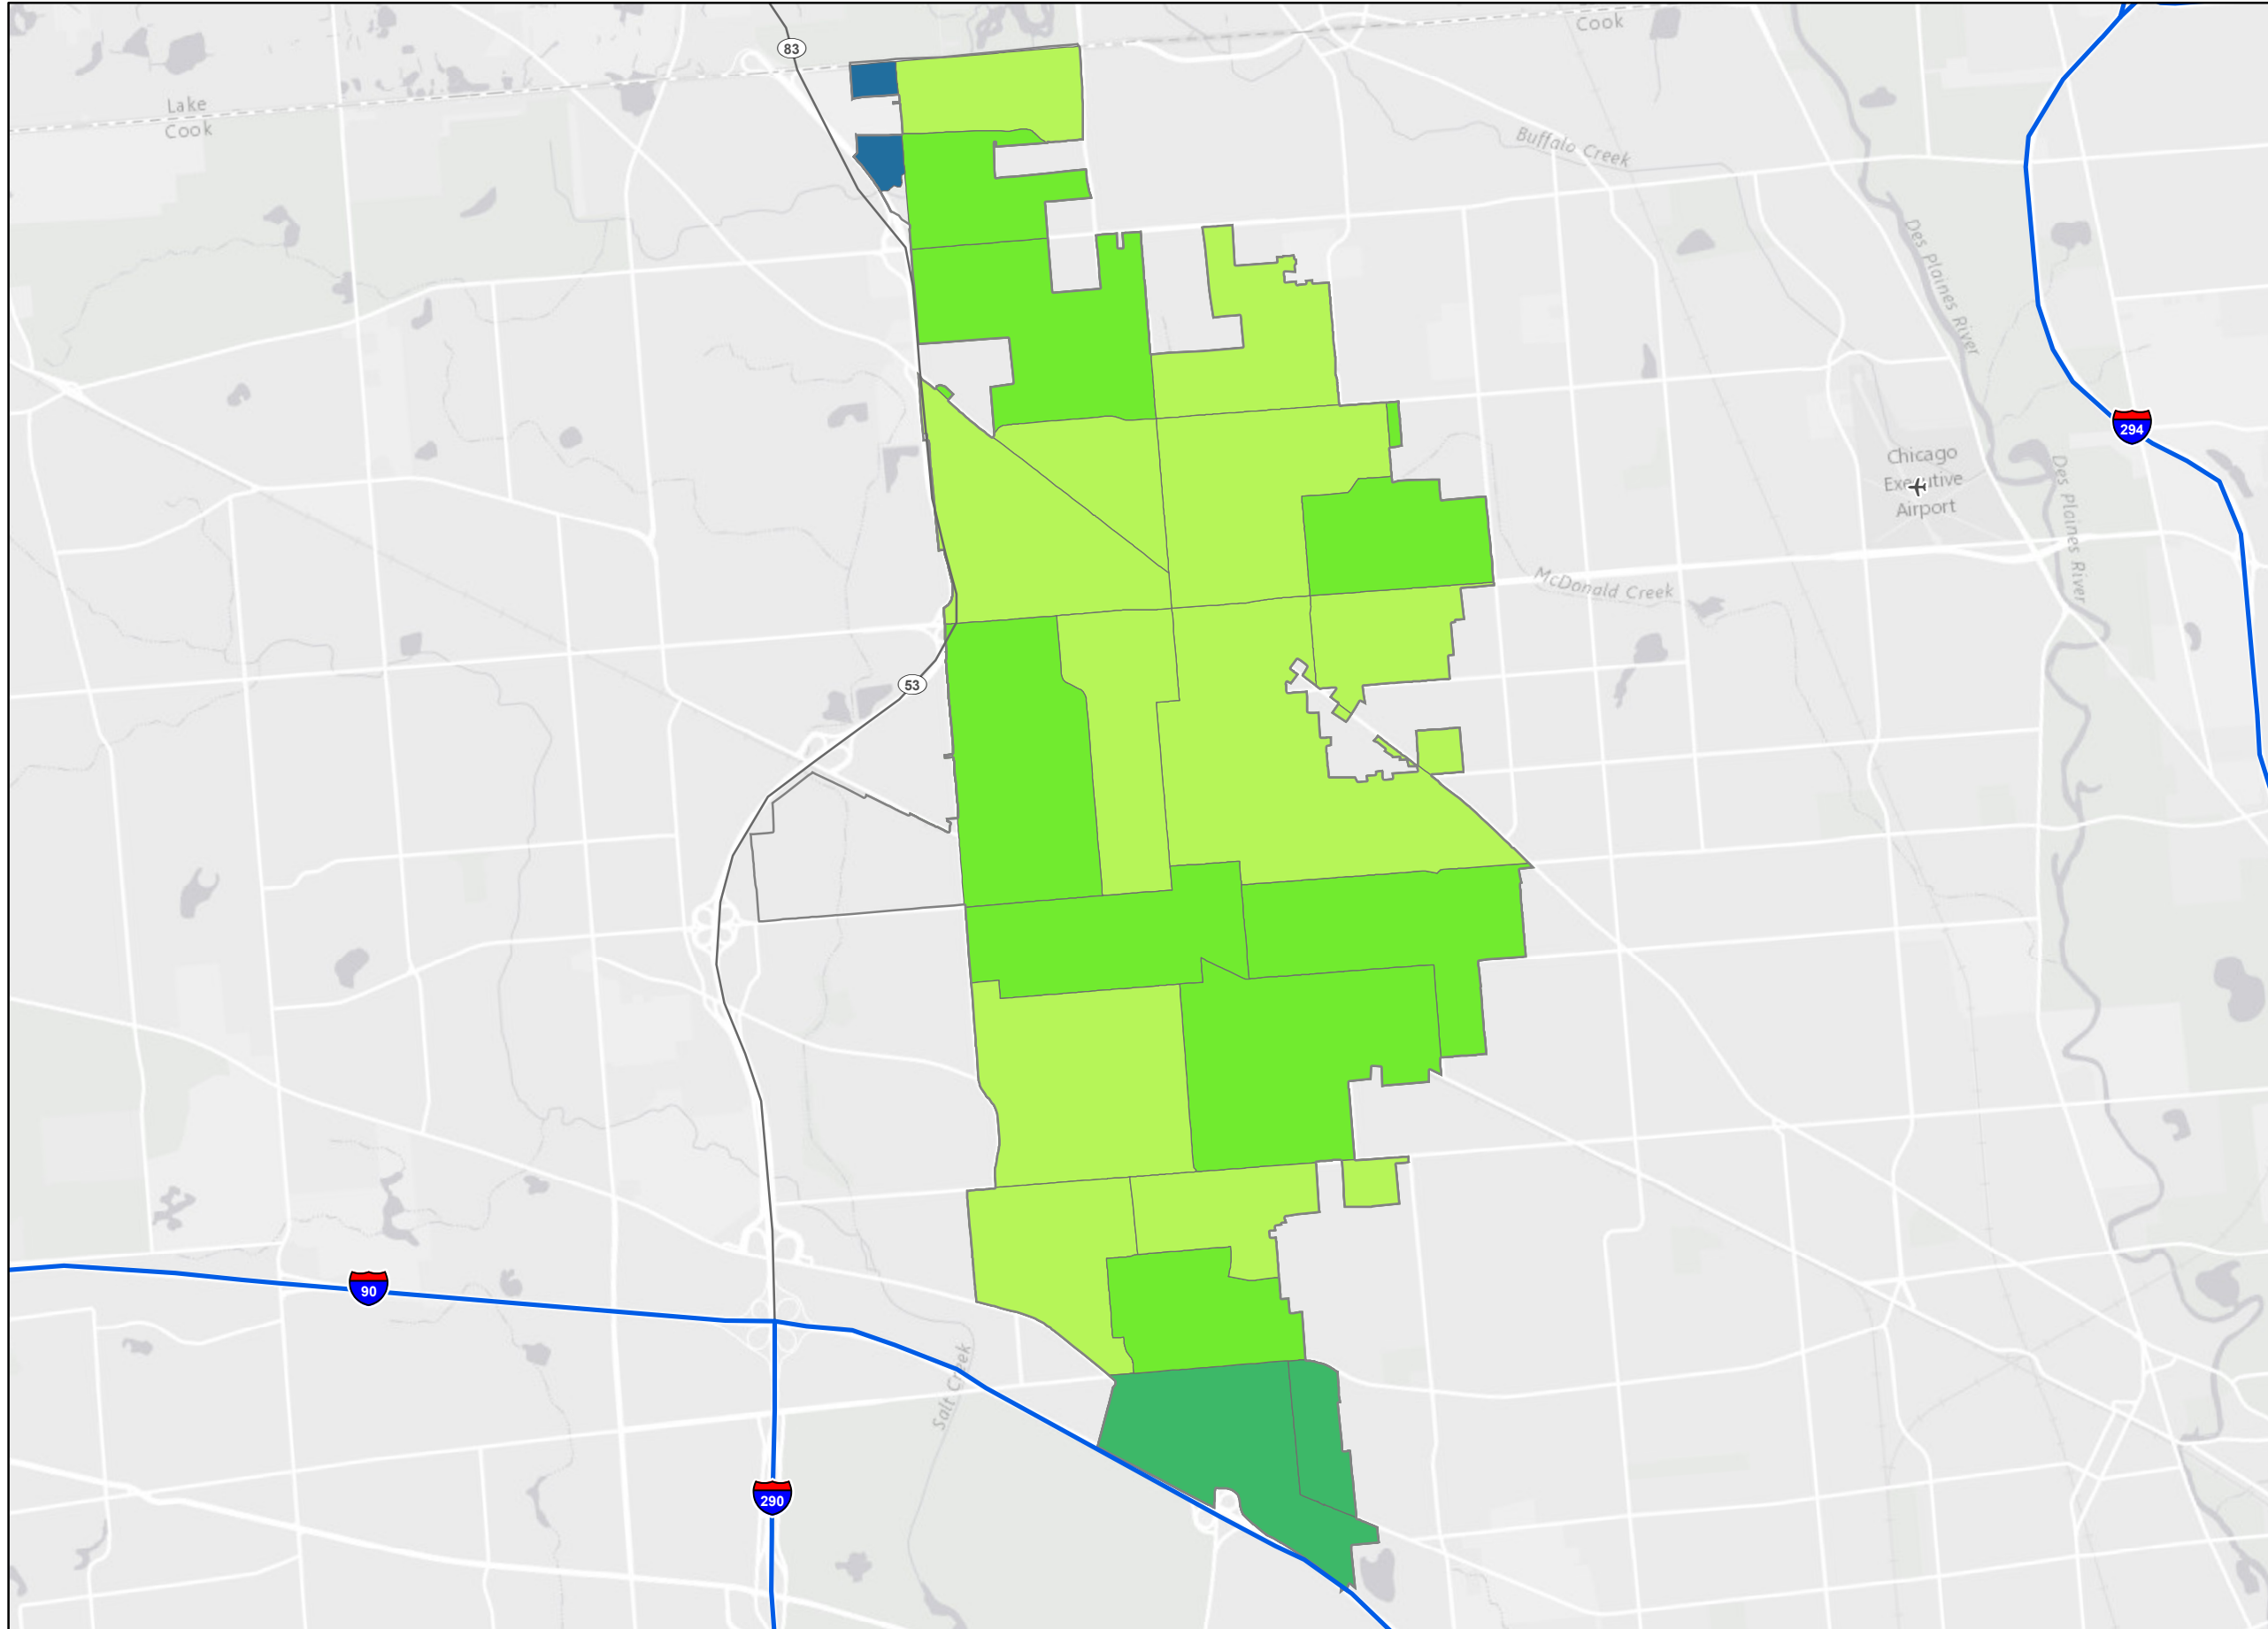 83
Cook
Lake
Cook
Buffalo Creek
Des Plaines River
294
Chicago
Executive
Airport
Des Plaines River
McDonald Creek
53
90
Salt Creek
290